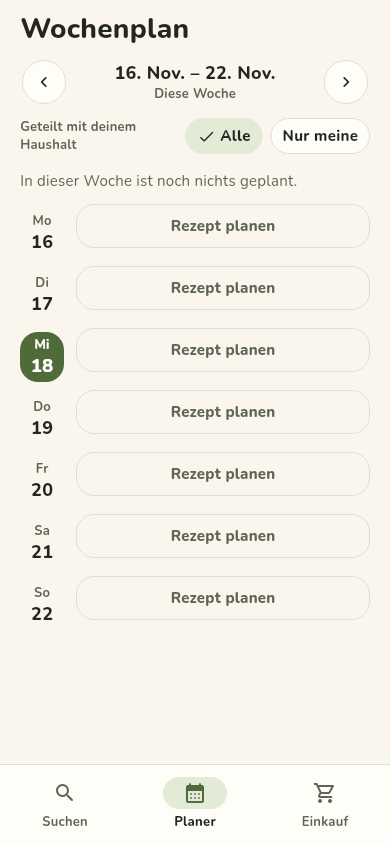 Wochenplan
16. Nov. – 22. Nov.
Diese Woche
Geteilt mit deinem
Haushalt
Alle
Nur meine
In dieser Woche ist noch nichts geplant.
Mo
16
Rezept planen
Di
17
Rezept planen
Mi
18
Rezept planen
Do
19
Rezept planen
Fr
20
Rezept planen
Sa
21
Rezept planen
So
22
Rezept planen
Suchen
Planer
Einkauf